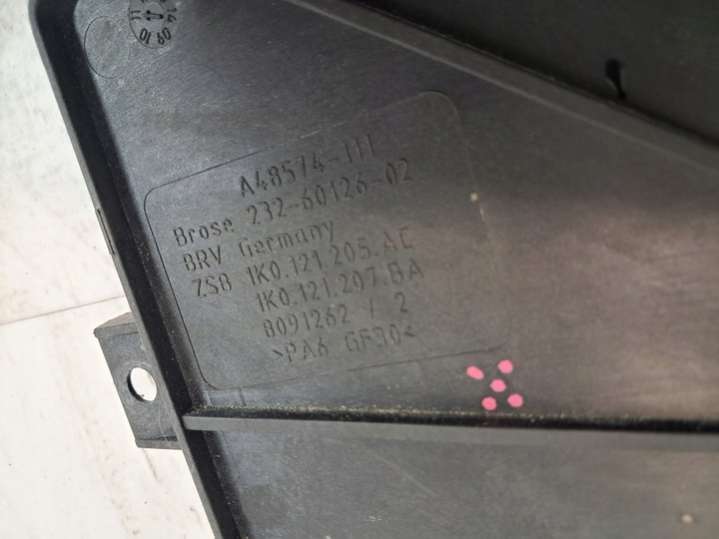 A48574-111
Brose 232-60126-02
BRV Germany
ZSB 1K0.121.205.AE
1K0.121.207.BA
8091262 / 2
>PA6 GF30<